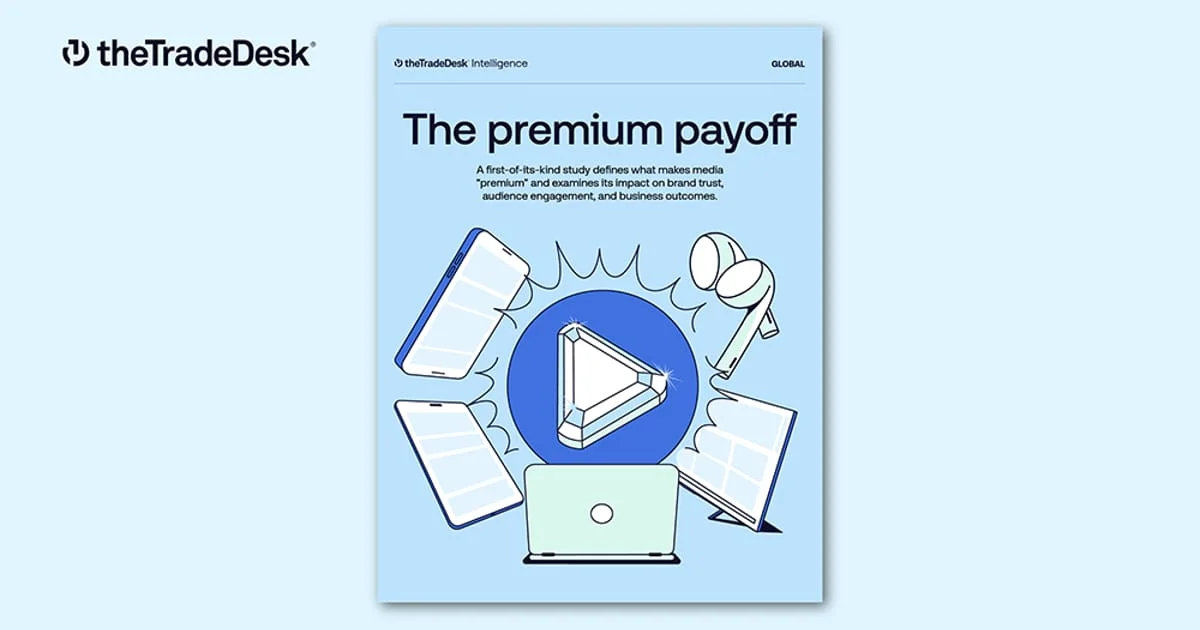 theTradeDesk®
theTradeDesk Intelligence
GLOBAL
The premium payoff
A first-of-its-kind study defines what makes media
"premium" and examines its impact on brand trust,
audience engagement, and business outcomes.